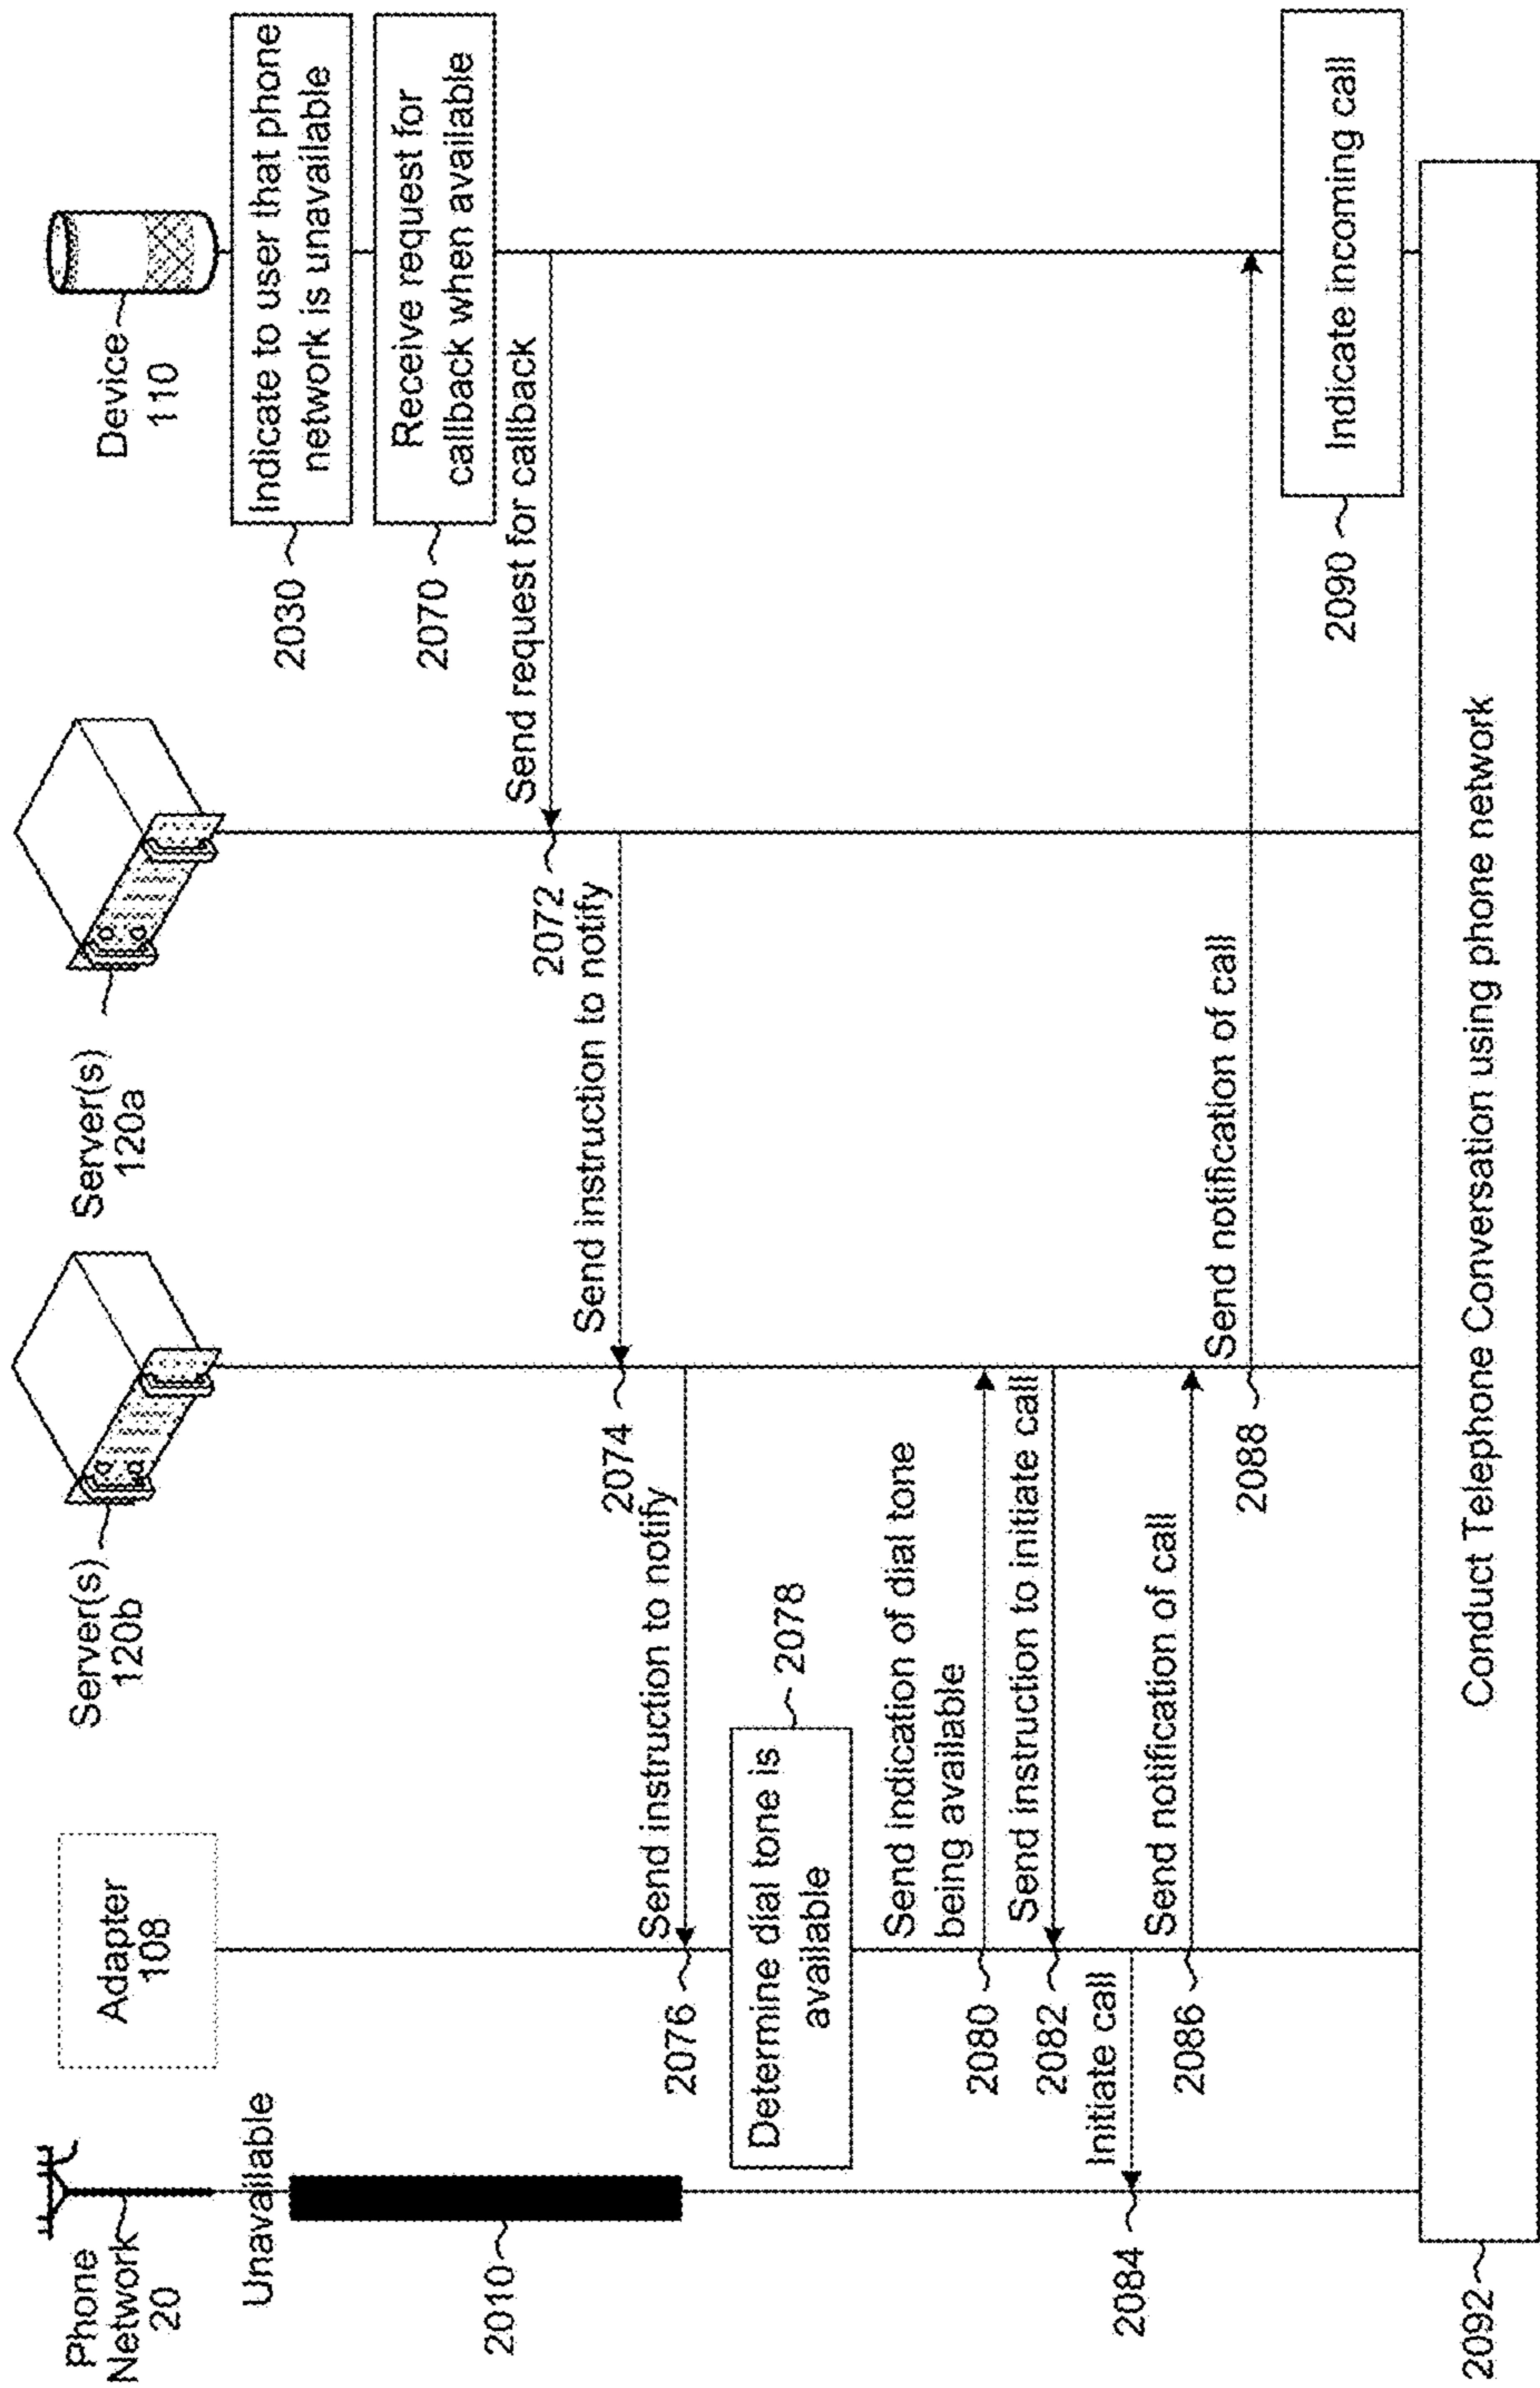 Phone
Network
20
Adapter
108
Server(s)
120b
Server(s)
120a
Device
110
Unavailable
2010
Indicate to user that phone
network is unavailable
2030
Receive request for
callback when available
2070
Send request for callback
2072
Send instruction to notify
2074
Send instruction to notify
2076
Determine dial tone is
available
2078
Send indication of dial tone
being available
2080
Send instruction to initiate call
2082
Initiate call
2084
Send notification of call
2086
Send notification of call
2088
Indicate incoming call
2090
Conduct Telephone Conversation using phone network
2092